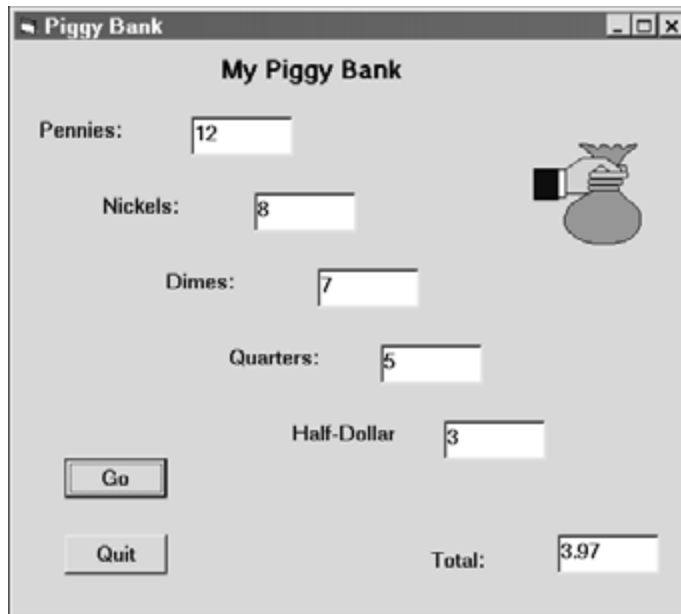 Piggy Bank
My Piggy Bank
Pennies: 12
Nickels: 8
Dimes: 7
Quarters: 5
Half-Dollar 3
Go
Quit
Total: 3.97